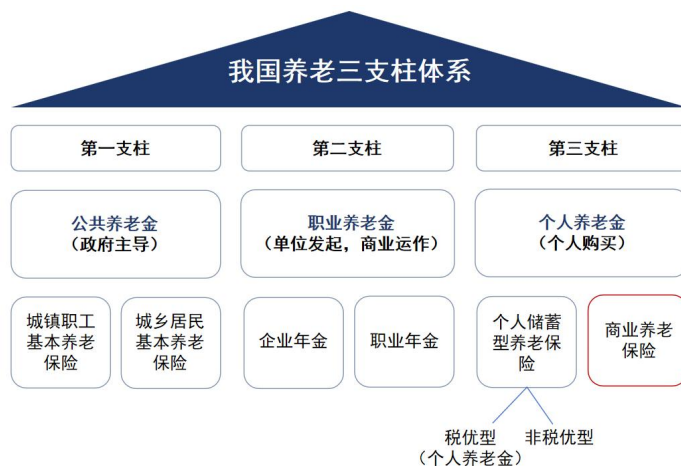 我国养老三支柱体系
第一支柱
第二支柱
第三支柱
公共养老金
（政府主导）
职业养老金
（单位发起，商业运作）
个人养老金
（个人购买）
城镇职工
基本养老
保险
城乡居民
基本养老
保险
企业年金
职业年金
个人储蓄
型养老保
险
商业养老
保险
税优型
（个人养老金）
非税优型